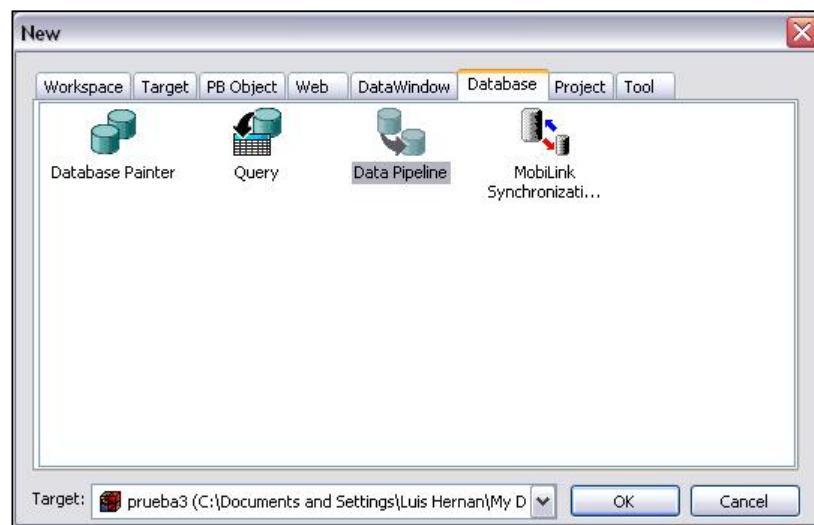 New
Workspace Target PB Object Web DataWindow Database Project Tool
Database Painter Query Data Pipeline MobiLink
Synchronizati...
Target: prueba3 (C:\Documents and Settings\Luis Hernan\My D OK Cancel